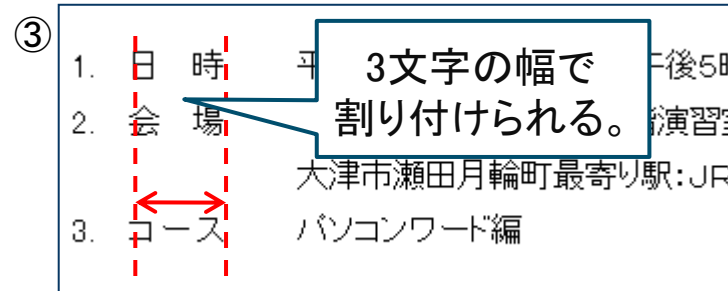 ③
1. 日 時 平
午後5時
3文字の幅で
割り付けられる。
2. 会 場
階演習室
大津市瀬田月輪町最寄り駅：JR
3. コース パソコンワード編